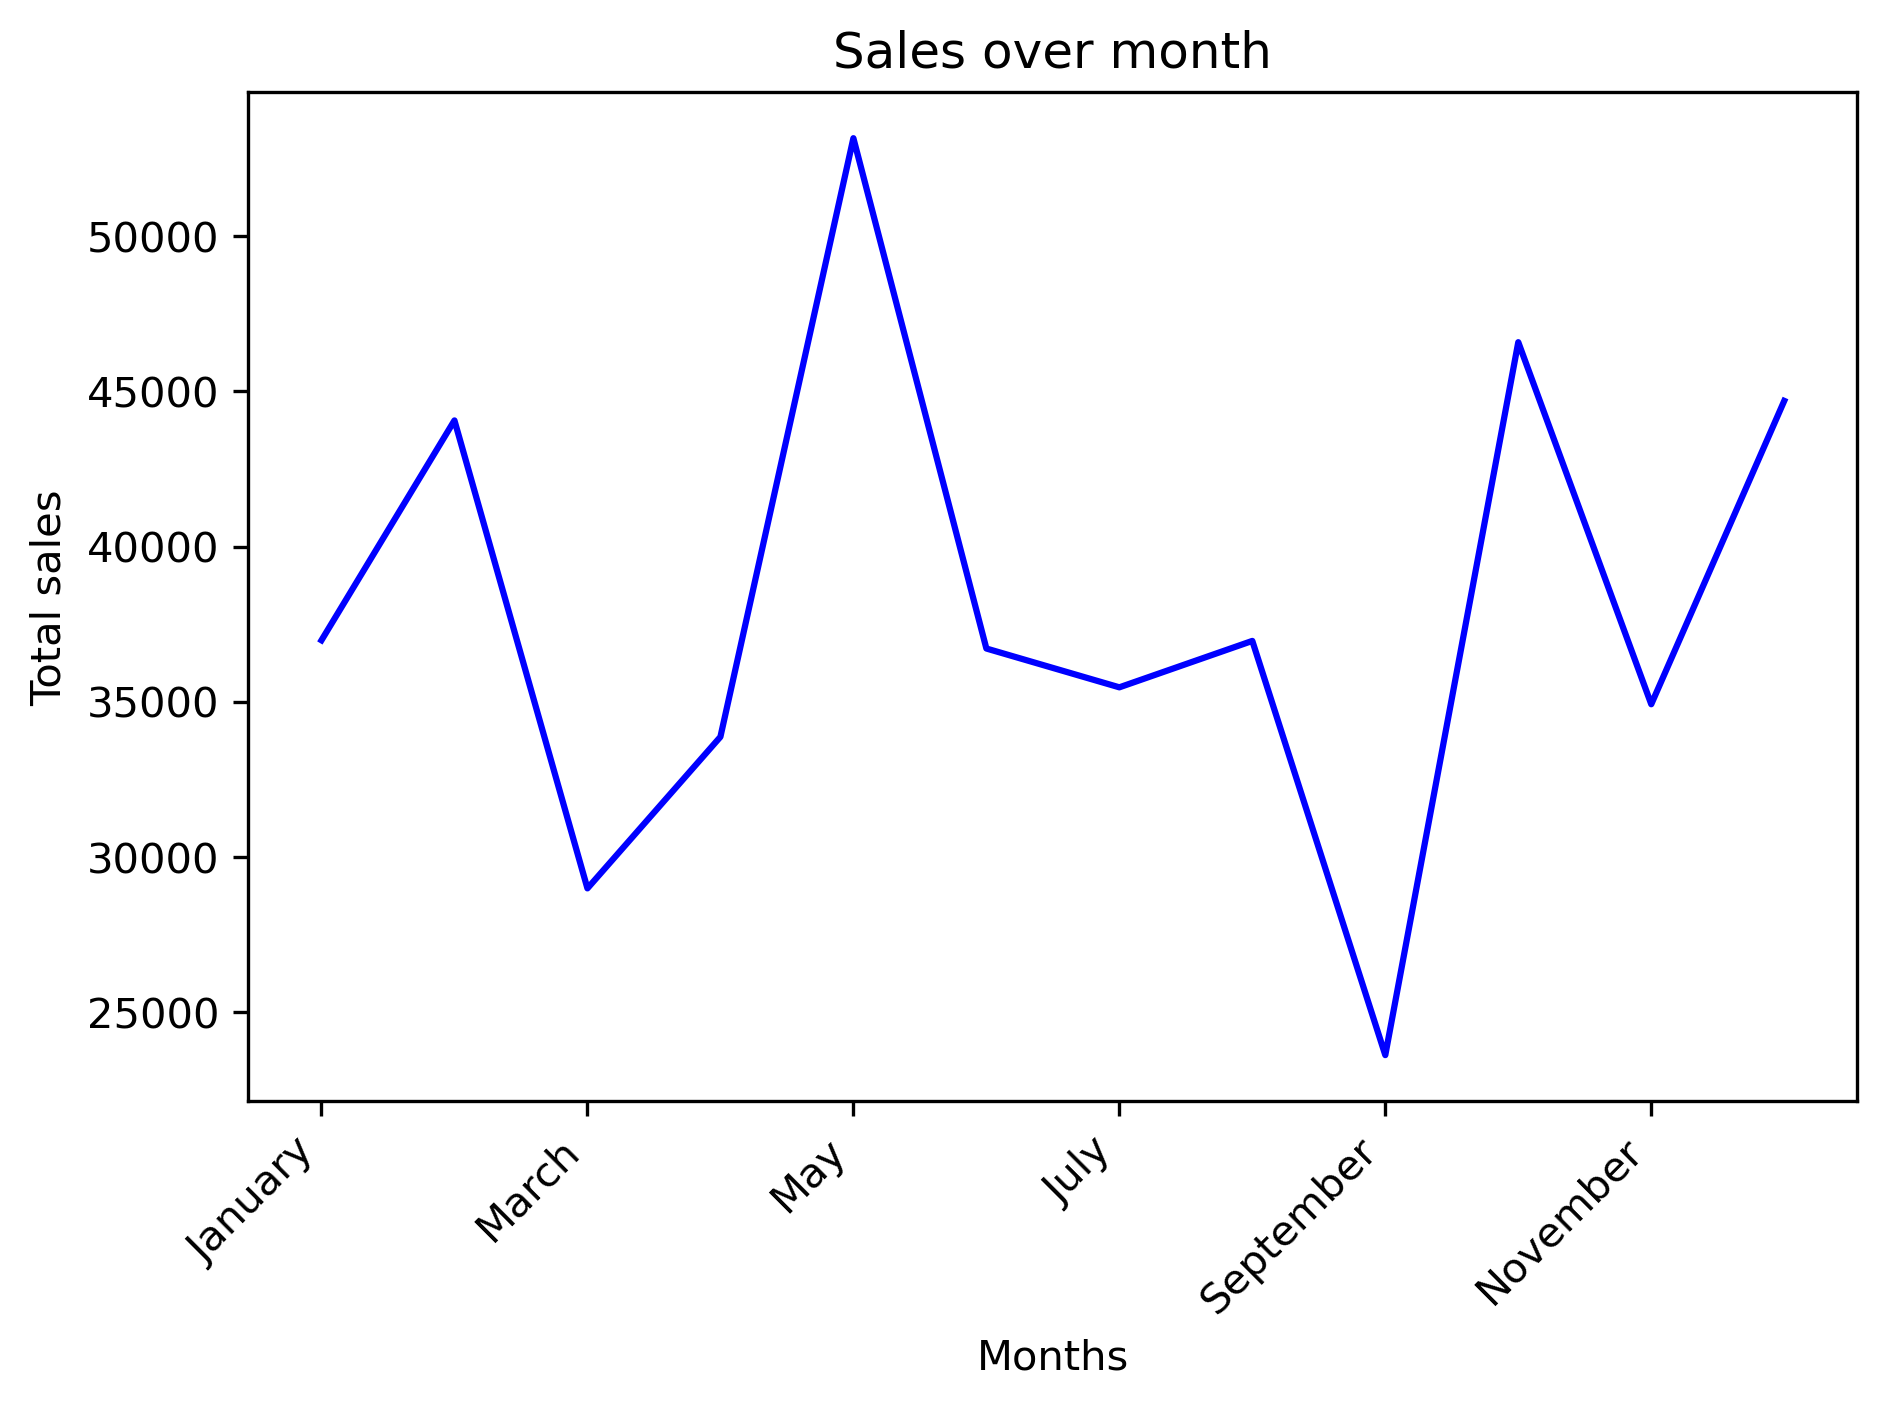 Sales over month
Total sales
50000
45000
40000
35000
30000
25000
January
March
May
July
September
November
Months